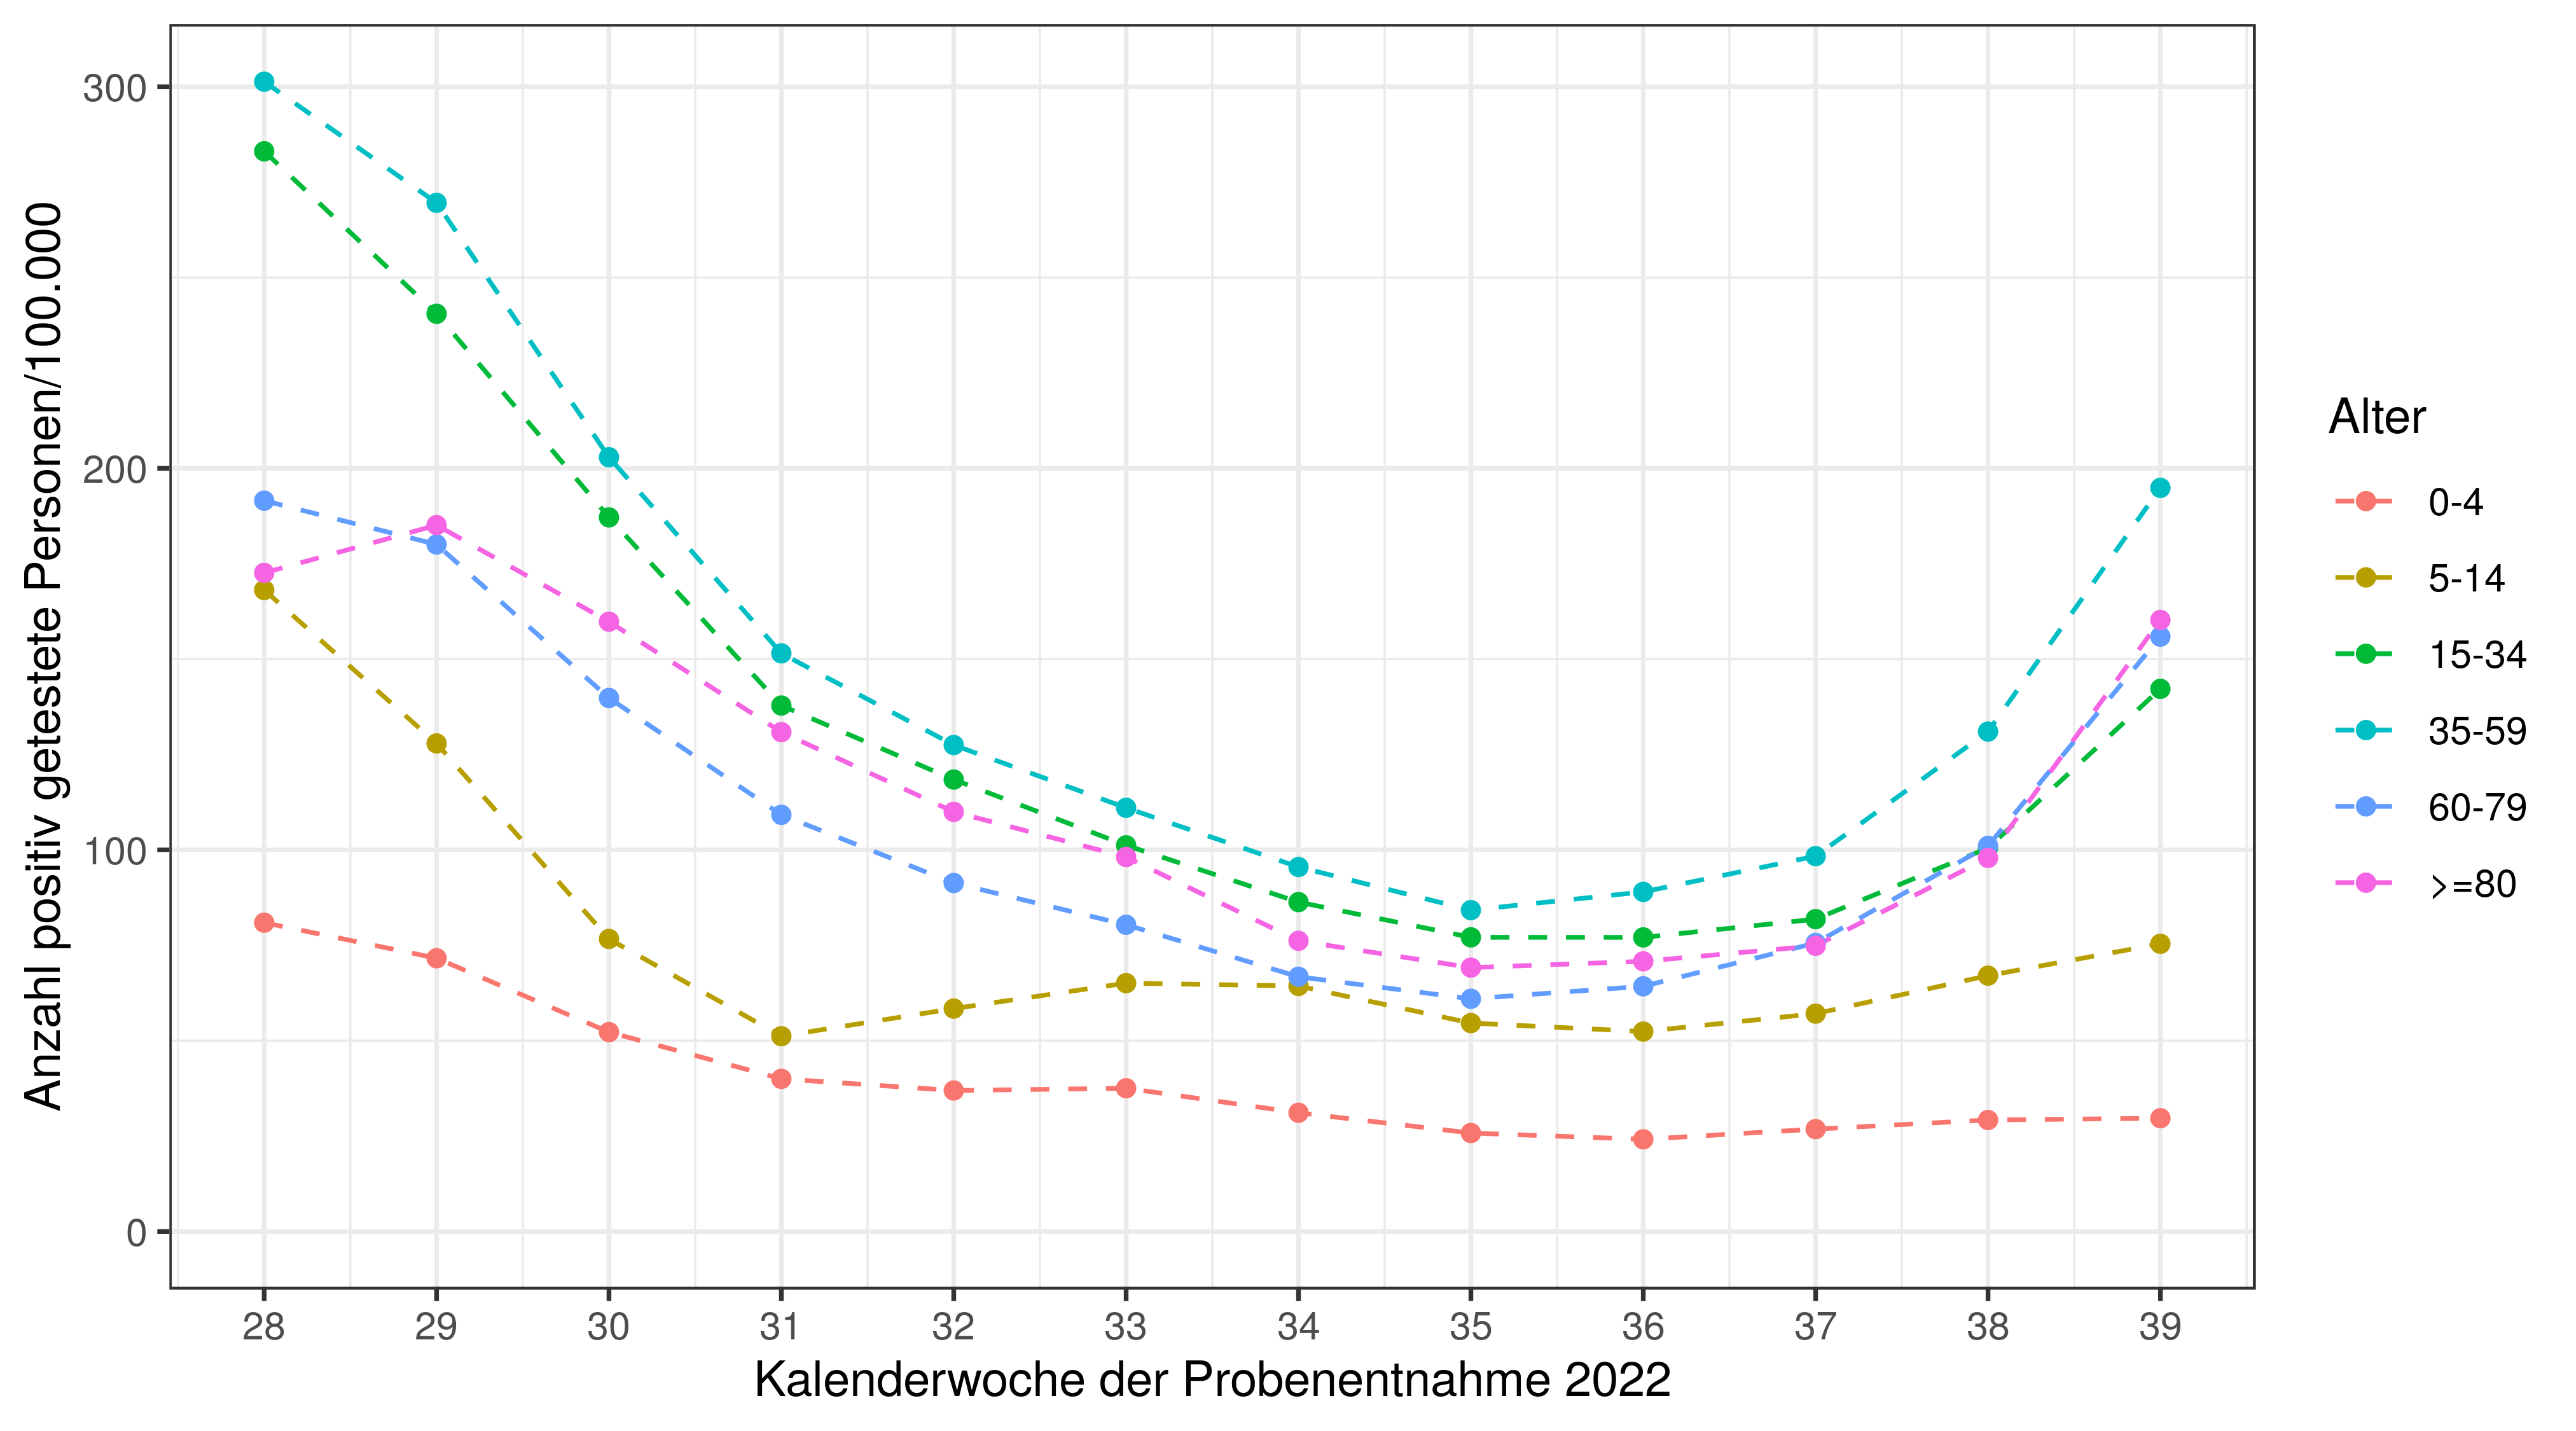 Anzahl positiv getestete Personen/100.000
300
200
100
0
28 29 30 31 32 33 34 35 36 37 38 39
Kalenderwoche der Probenentnahme 2022
Alter
0-4
5-14
15-34
35-59
60-79
>=80